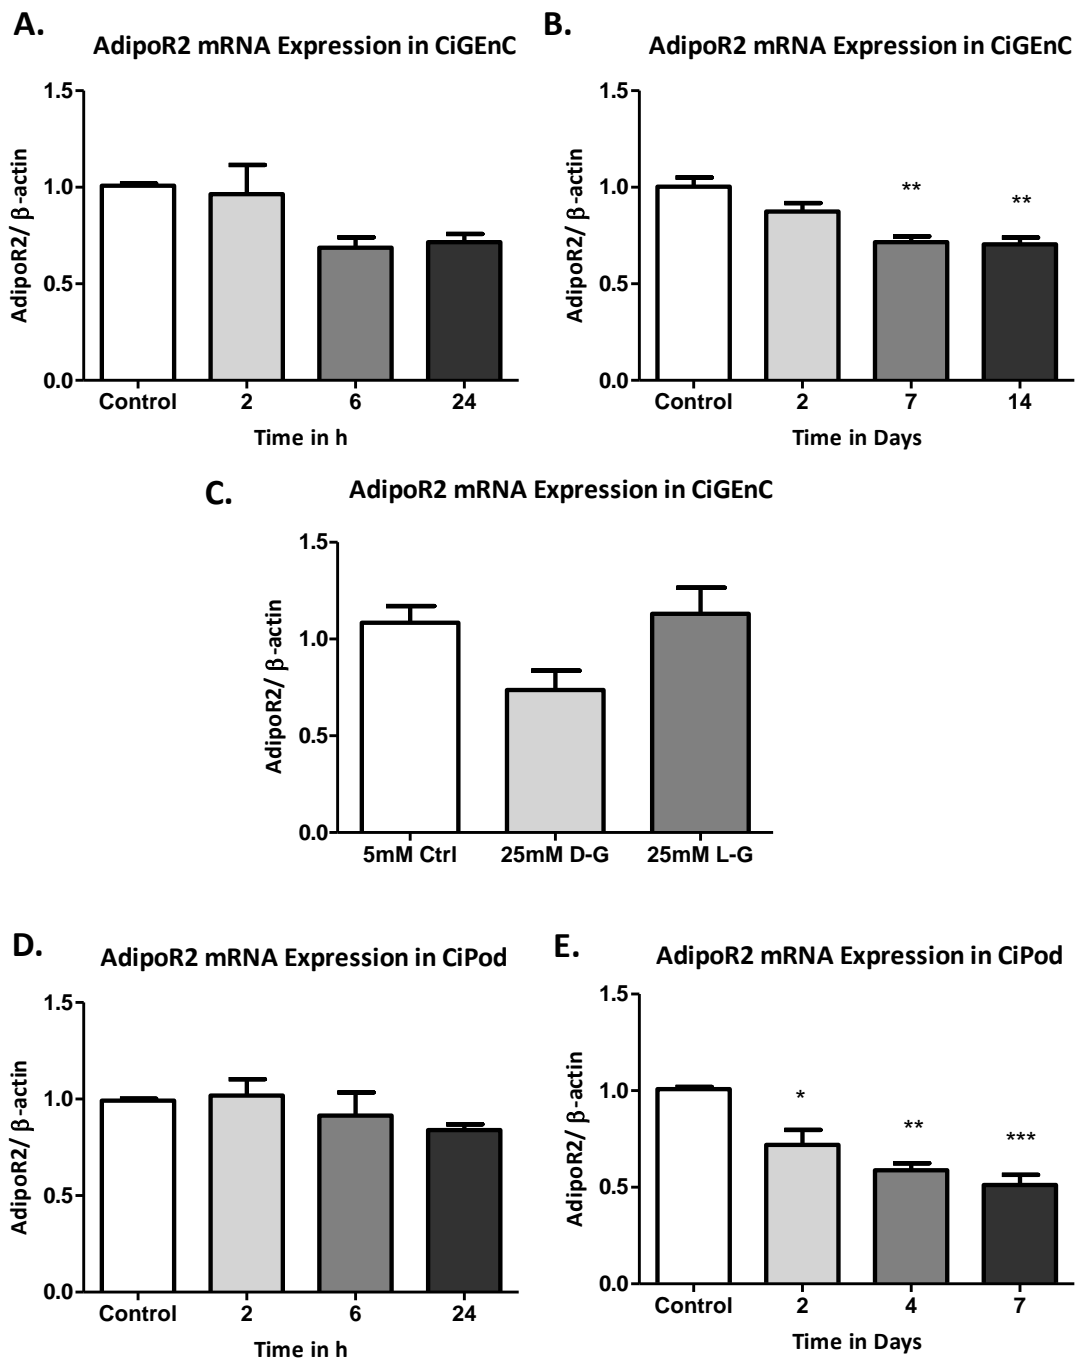 A.
AdipoR2 mRNA Expression in CiGEnC
AdipoR2/ β-actin
1.5
1.0
0.5
0.0
Control 2 6 24
Time in h
B.
AdipoR2 mRNA Expression in CiGEnC
AdipoR2/ β-actin
1.5
1.0
0.5
0.0
** **
Control 2 7 14
Time in Days
C.
AdipoR2 mRNA Expression in CiGEnC
AdipoR2/ β-actin
1.5
1.0
0.5
0.0
5mM Ctrl 25mM D-G 25mM L-G
D.
AdipoR2 mRNA Expression in CiPod
AdipoR2/ β-actin
1.5
1.0
0.5
0.0
Control 2 6 24
Time in h
E.
AdipoR2 mRNA Expression in CiPod
AdipoR2/ β-actin
1.5
1.0
0.5
0.0
* ** ***
Control 2 4 7
Time in Days